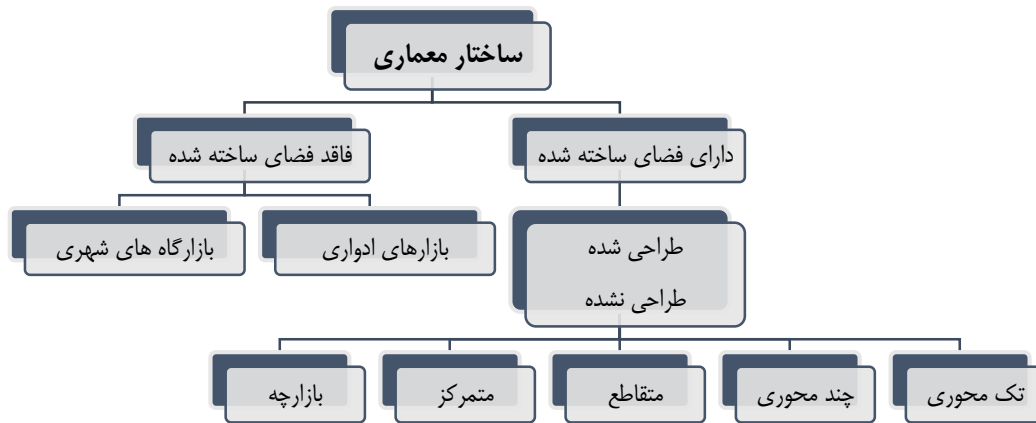 ساختار معماری
دارای فضای ساخته شده
فاقد فضای ساخته شده
طراحی شده
طراحی نشده
بازارهای ادواری
بازارگاه های شهری
تک محوری
چند محوری
متقاطع
متمرکز
بازارچه